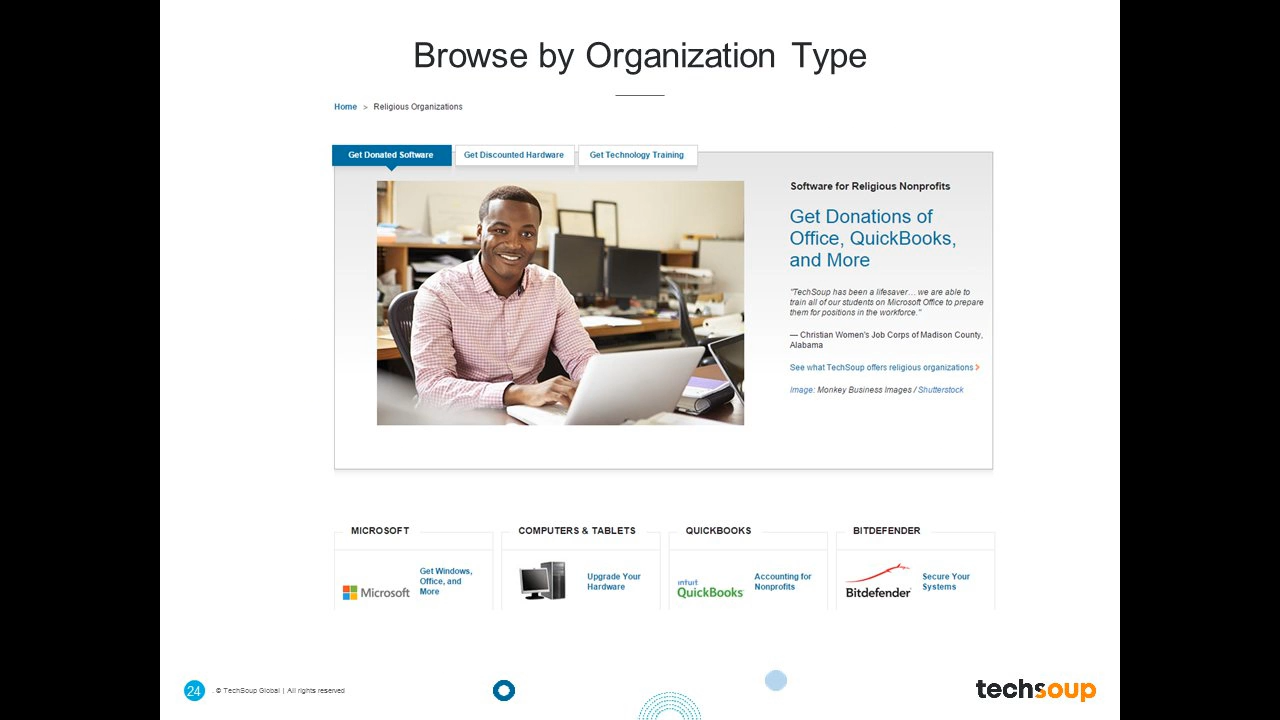 Browse by Organization Type
Home > Religious Organizations
Get Donated Software
Get Discounted Hardware
Get Technology Training
Software for Religious Nonprofits
Get Donations of
Office, QuickBooks,
and More
"TechSoup has been a lifesaver… we are able to
train all of our students on Microsoft Office to prepare
them for positions in the workforce."
— Christian Women's Job Corps of Madison County,
Alabama
See what TechSoup offers religious organizations
Image: Monkey Business Images / Shutterstock
MICROSOFT
Microsoft
Get Windows,
Office, and
More
COMPUTERS & TABLETS
Upgrade Your
Hardware
QUICKBOOKS
intuit
QuickBooks
Accounting for
Nonprofits
BITDEFENDER
Bitdefender
Secure Your
Systems
24 . © TechSoup Global | All rights reserved
techsoup